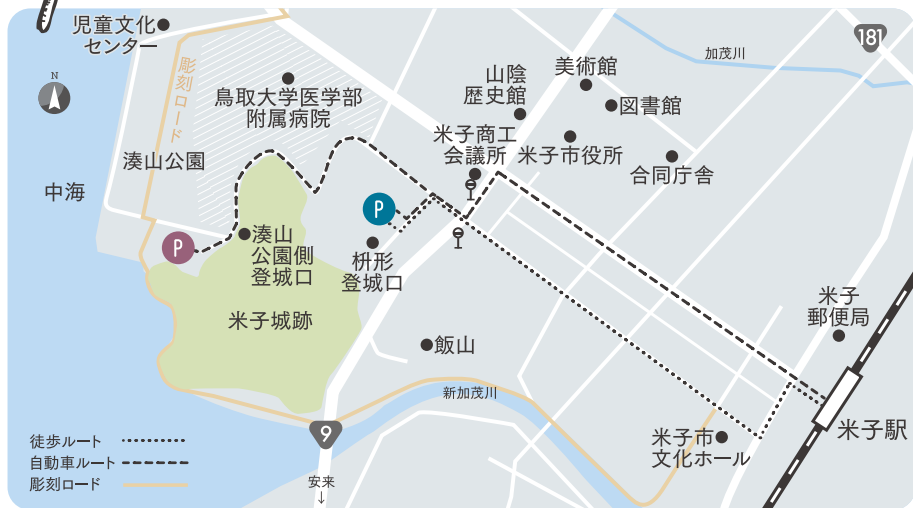 児童文化
センター
181
加茂川
N
彫刻ロード
鳥取大学医学部
附属病院
山陰
歴史館
美術館
図書館
米子商工
会議所
米子市役所
合同庁舎
湊山公園
中海
P
P
湊山
公園側
登城口
枡形
登城口
米子城跡
米子
郵便局
飯山
新加茂川
9
米子市
文化ホール
米子駅
徒歩ルート
自動車ルート
彫刻ロード
安来
↓